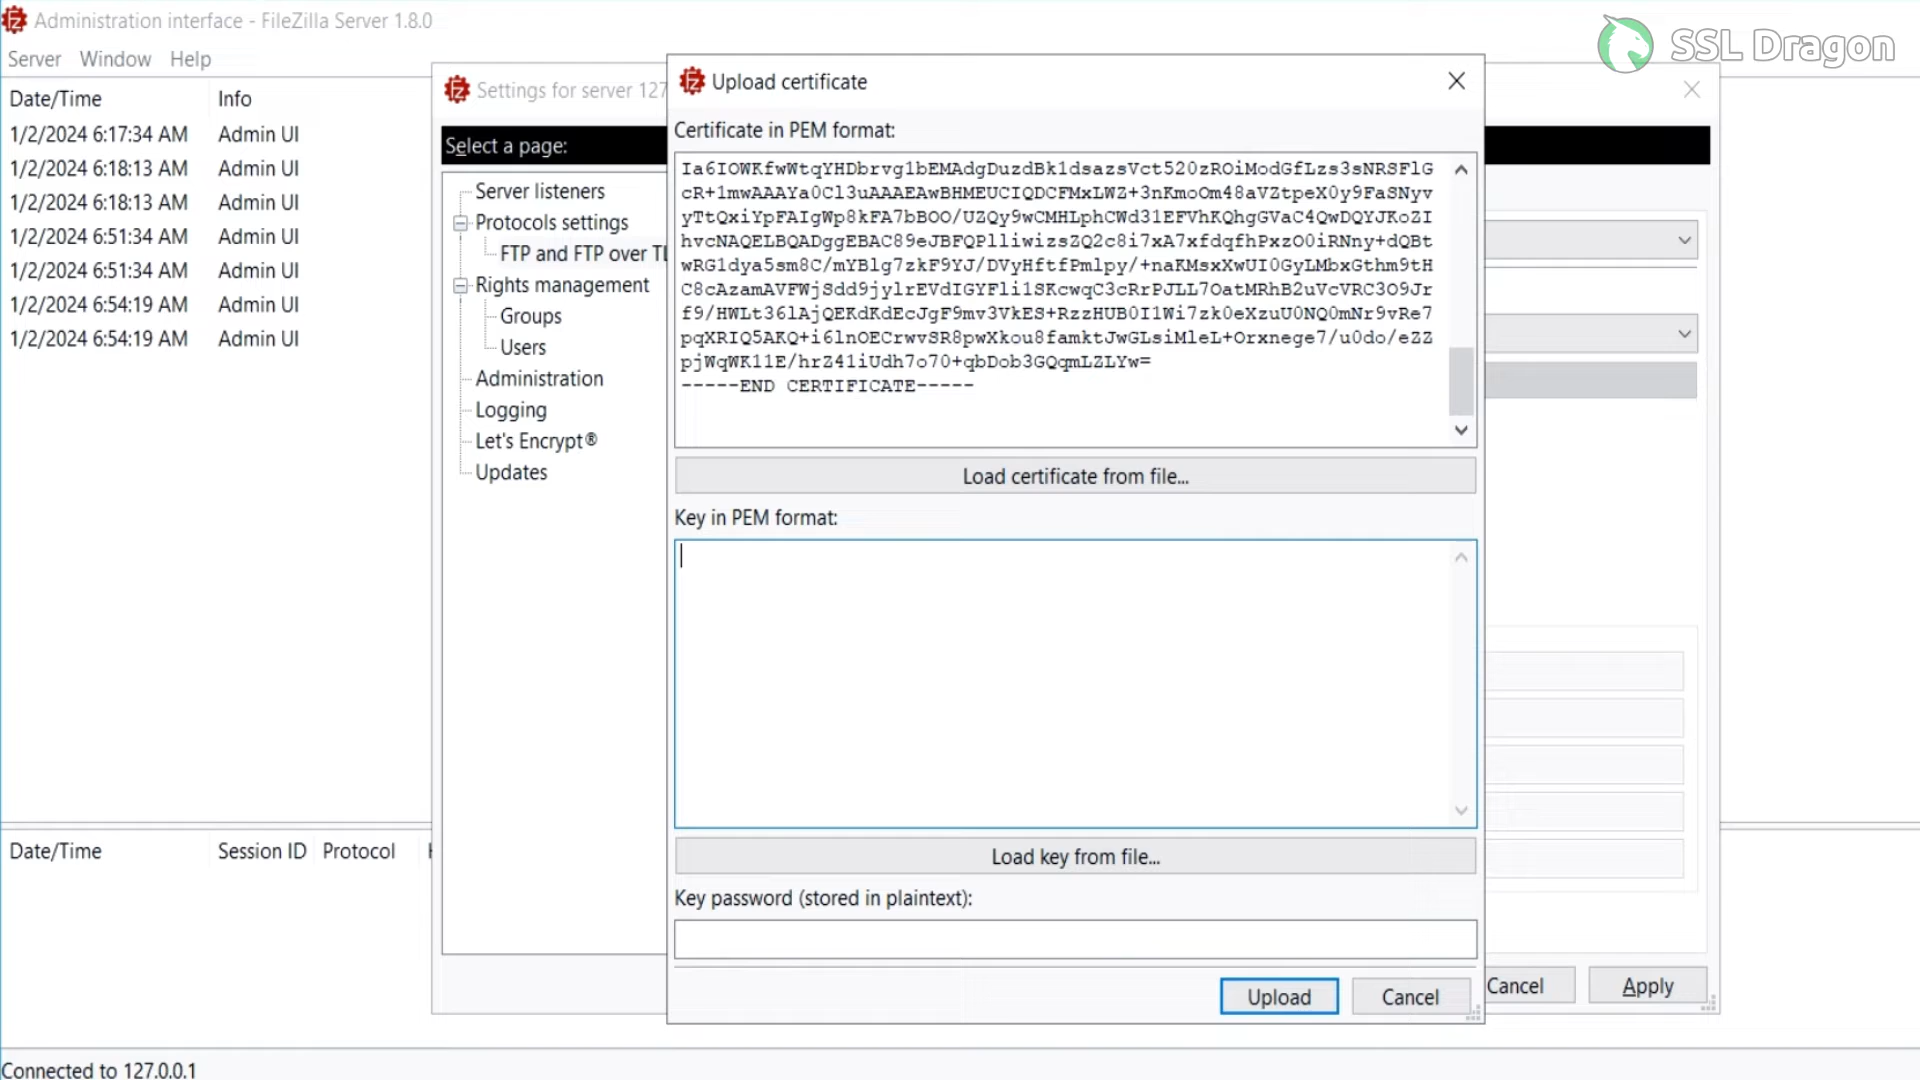 Administration interface - FileZilla Server 1.8.0
SSL Dragon
Server Window Help
Date/Time Info
1/2/2024 6:17:34 AM Admin UI
1/2/2024 6:18:13 AM Admin UI
1/2/2024 6:18:13 AM Admin UI
1/2/2024 6:51:34 AM Admin UI
1/2/2024 6:51:34 AM Admin UI
1/2/2024 6:54:19 AM Admin UI
1/2/2024 6:54:19 AM Admin UI
Date/Time Session ID Protocol
Settings for server 127
Select a page:
Server listeners
Protocols settings
FTP and FTP over TL
Rights management
Groups
Users
Administration
Logging
Let's Encrypt®
Updates
Upload certificate
Certificate in PEM format:
Ia6IOWKfwWtqYHDbrvg1bEMAdgDuzdBk1dsazsVct520zROiModGfLzs3sNRSFlG
cR+1mwAAAYa0Cl3uAAAEAwBHMEUCIQDCFMxLWZ+3nKmoOm48aVZtpeX0y9FaSNyv
yTtQxiYpFAIgWp8kFA7bBOO/UZQy9wCMHLphCWd31EFVhKQhgGVaC4QwDQYJKoZI
hvcNAQELBQADggEBAC89eJBFQPlliwizsZQ2c8i7xA7xfdqfhPxzO0iRNny+dQBt
wRG1dya5sm8C/mYBlg7zkF9YJ/DVyHftfPmlpy/+naKMsxXwUI0GyLMbxGthm9tH
C8cAzamAVFWjSdd9jylrEVdIGYFli1SKcwqC3cRrPJLL7OatMRhB2uVcVRC3O9Jr
f9/HWLt36lAjQEKdKdEcJgF9mv3VkES+RzzHUB0I1Wi7zk0eXzuU0NQ0mNr9vRe7
pqXRIQ5AKQ+i6lnOECrwvSR8pwXkou8famktJwGLsiMleL+Orxnege7/u0do/eZZ
pjWqWK11E/hrZ41iUdh7o70+qbDob3GQqmLZLYw=
-----END CERTIFICATE-----
Load certificate from file...
Key in PEM format:
Load key from file...
Key password (stored in plaintext):
Upload Cancel
Cancel Apply
Connected to 127.0.0.1